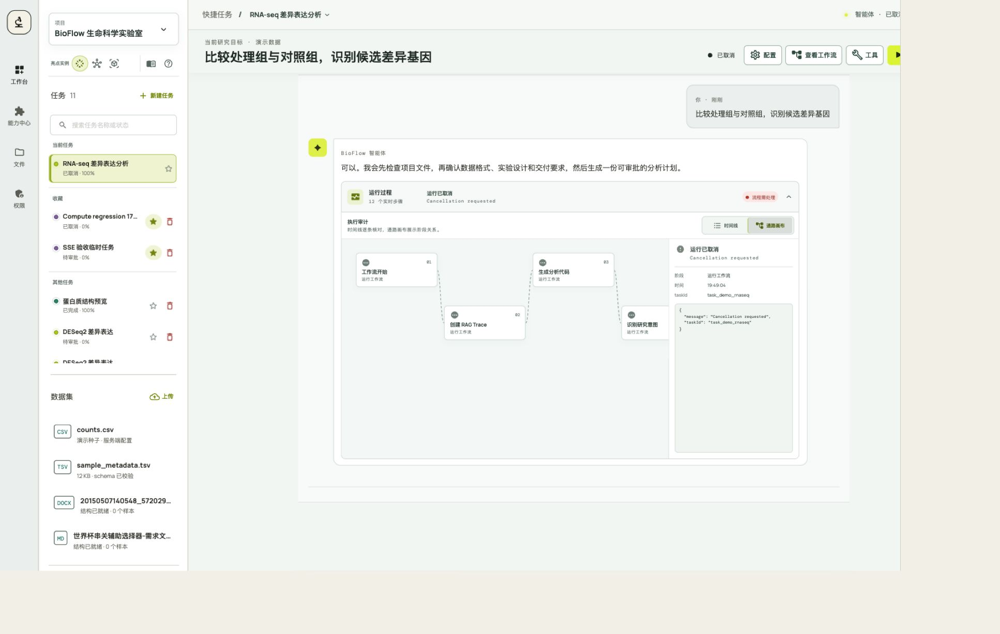 项目
BioFlow 生命科学实验室
亮点实例
工作台
能力中心
文件
权限
任务 11
新建任务
搜索任务名称或状态
当前任务
RNA-seq 差异表达分析
已取消 · 100%
收藏
Compute regression 17...
已取消 · 0%
SSE 验收临时任务
待审批 · 0%
其他任务
蛋白质结构预览
已完成 · 100%
DESeq2 差异表达
待审批 · 0%
DESeq2 差异表达
数据集
上传
CSV
counts.csv
演示种子 · 服务端配置
TSV
sample_metadata.tsv
12 KB · schema 已校验
DOCX
20150507140548_572029...
结构已就绪 · 0 个样本
MD
世界杯串关辅助选择器-需求文...
结构已就绪 · 0 个样本
快捷任务 / RNA-seq 差异表达分析
智能体 · 已取
当前研究目标 · 演示数据
比较处理组与对照组，识别候选差异基因
已取消
配置
查看工作流
工具
你 · 刚刚
比较处理组与对照组，识别候选差异基因
BioFlow 智能体
可以。我会先检查项目文件，再确认数据格式、实验设计和交付要求，然后生成一份可审批的分析计划。
运行过程
12 个实时步骤
运行已取消
Cancellation requested
流程需处理
执行审计
时间线逐条核对，通路画布展示阶段关系。
时间线
通路画布
01
工作流开始
运行工作流
02
创建 RAG Trace
运行工作流
03
生成分析代码
运行工作流
识别研究意图
运行工作流
运行已取消
Cancellation requested
阶段 运行工作流
时间 19:49:04
taskId task_demo_rnaseq
{
"message": "Cancellation requested",
"taskId": "task_demo_rnaseq"
}